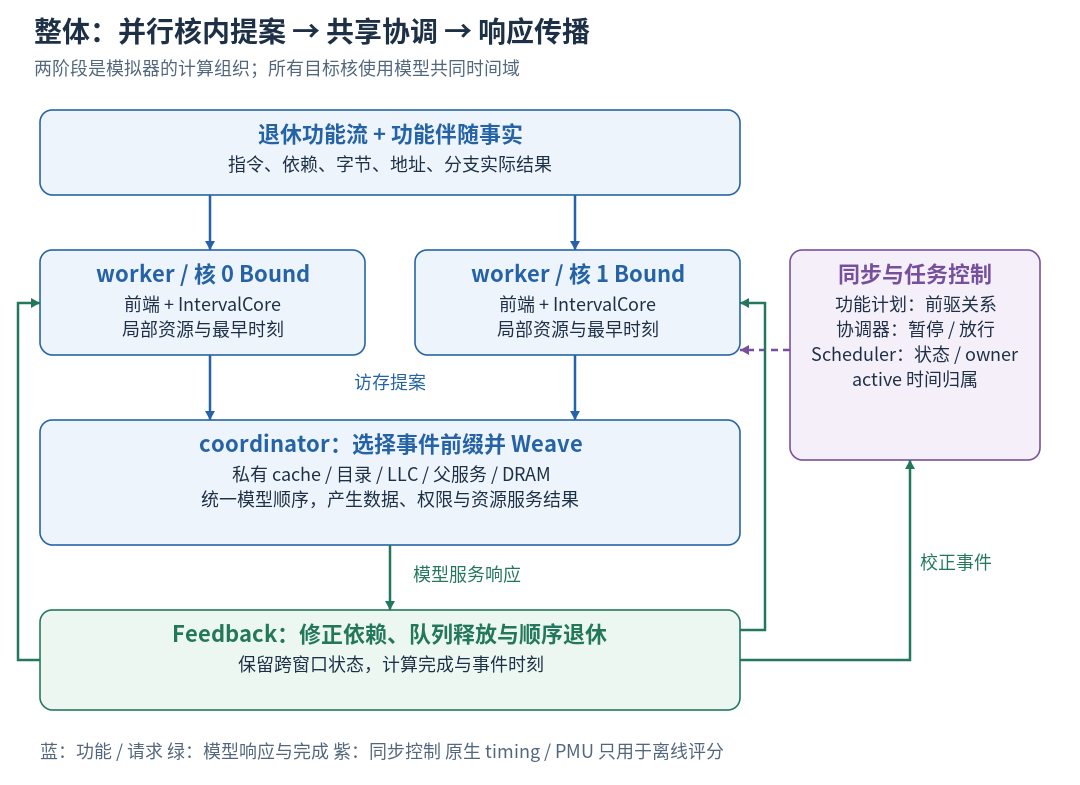 整体：并行核内提案 → 共享协调 → 响应传播
两阶段是模拟器的计算组织；所有目标核使用模型共同时间域
退休功能流 + 功能伴随事实
指令、依赖、字节、地址、分支实际结果
worker / 核 0 Bound
前端 + IntervalCore
局部资源与最早时刻
worker / 核 1 Bound
前端 + IntervalCore
局部资源与最早时刻
同步与任务控制
功能计划：前驱关系
协调器：暂停 / 放行
Scheduler：状态 / owner
active 时间归属
访存提案
coordinator：选择事件前缀并 Weave
私有 cache / 目录 / LLC / 父服务 / DRAM
统一模型顺序，产生数据、权限与资源服务结果
模型服务响应
校正事件
Feedback：修正依赖、队列释放与顺序退休
保留跨窗口状态，计算完成与事件时刻
蓝：功能 / 请求 绿：模型响应与完成 紫：同步控制 原生 timing / PMU 只用于离线评分